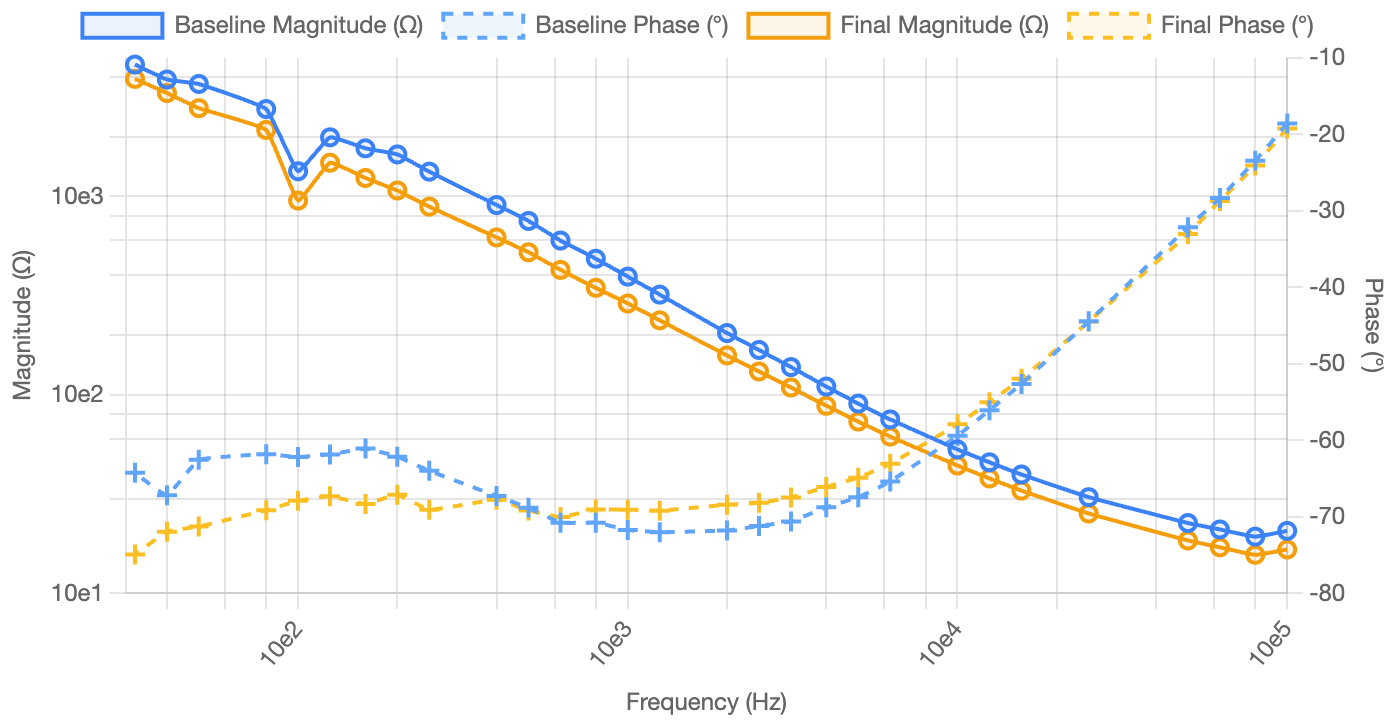 Baseline Magnitude (Ω) Baseline Phase (°) Final Magnitude (Ω) Final Phase (°)
-10
-20
10e3
-30
Magnitude (Ω)
-40
Phase (°)
-50
10e2
-60
-70
10e1
-80
10e2 10e3 10e4 10e5
Frequency (Hz)